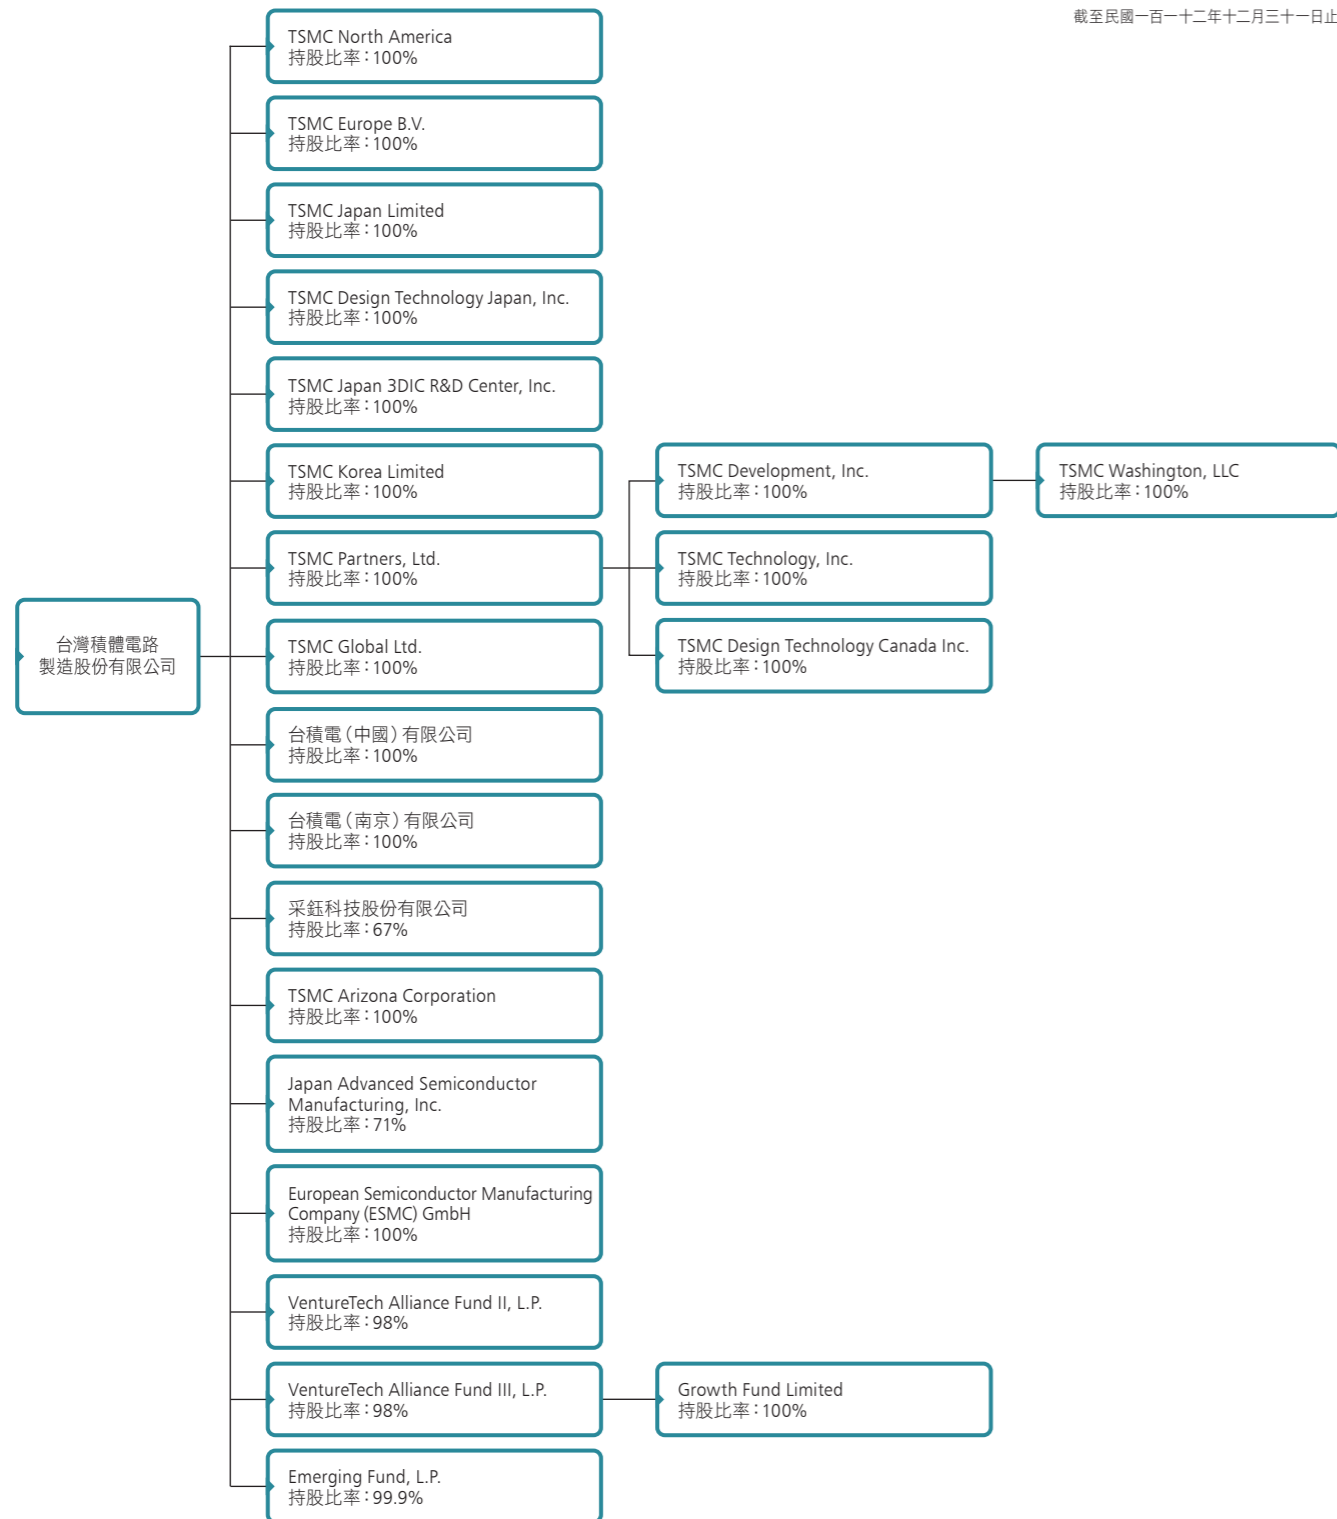 截至民國一百一十二年十二月三十一日止
TSMC North America
持股比率：100%
TSMC Europe B.V.
持股比率：100%
TSMC Japan Limited
持股比率：100%
TSMC Design Technology Japan, Inc.
持股比率：100%
TSMC Japan 3DIC R&D Center, Inc.
持股比率：100%
TSMC Korea Limited
持股比率：100%
TSMC Development, Inc.
持股比率：100%
TSMC Washington, LLC
持股比率：100%
TSMC Partners, Ltd.
持股比率：100%
TSMC Technology, Inc.
持股比率：100%
台灣積體電路
製造股份有限公司
TSMC Global Ltd.
持股比率：100%
TSMC Design Technology Canada Inc.
持股比率：100%
台積電（中國）有限公司
持股比率：100%
台積電（南京）有限公司
持股比率：100%
采鈺科技股份有限公司
持股比率：67%
TSMC Arizona Corporation
持股比率：100%
Japan Advanced Semiconductor
Manufacturing, Inc.
持股比率：71%
European Semiconductor Manufacturing
Company (ESMC) GmbH
持股比率：100%
VentureTech Alliance Fund II, L.P.
持股比率：98%
VentureTech Alliance Fund III, L.P.
持股比率：98%
Growth Fund Limited
持股比率：100%
Emerging Fund, L.P.
持股比率：99.9%